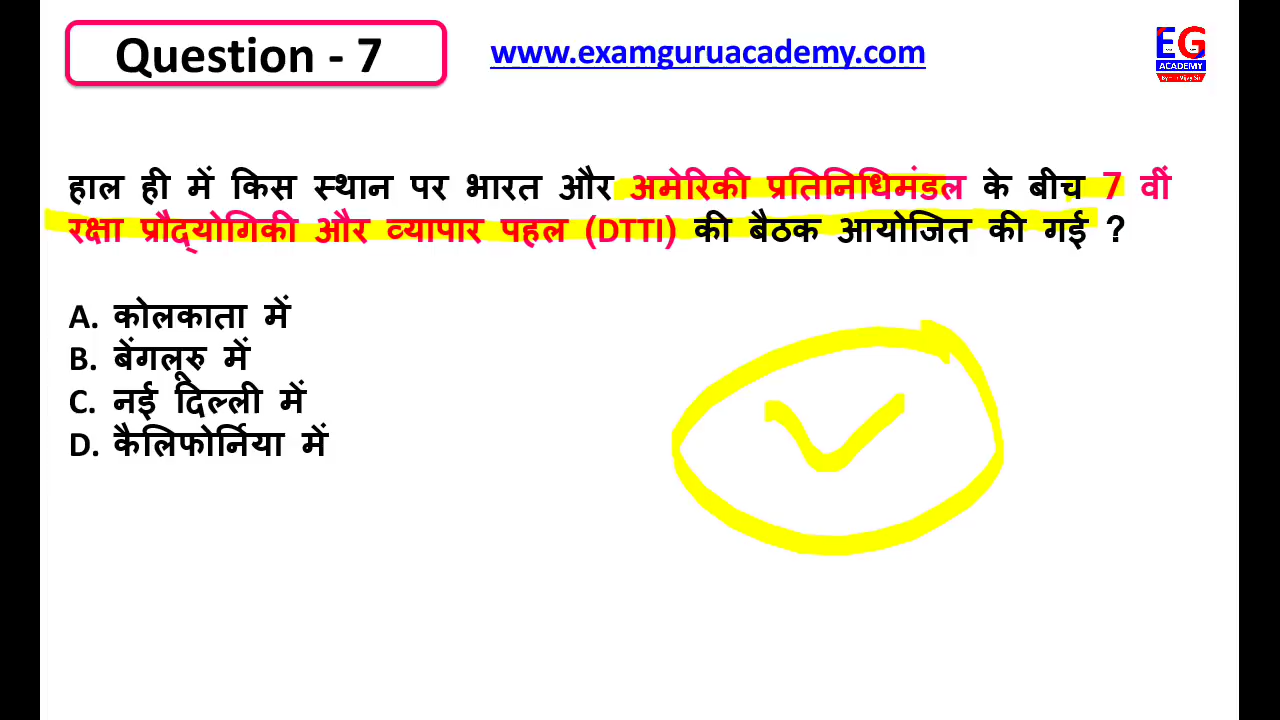 Question - 7
www.examguruacademy.com
EG
ACADEMY
हाल ही में किस स्थान पर भारत और अमेरिकी प्रतिनिधिमंडल के बीच 7 वीं
रक्षा प्रौद्योगिकी और व्यापार पहल (DTTI) की बैठक आयोजित की गई ?
A. कोलकाता में
B. बेंगलूरु में
C. नई दिल्ली में
D. कैलिफोर्निया में